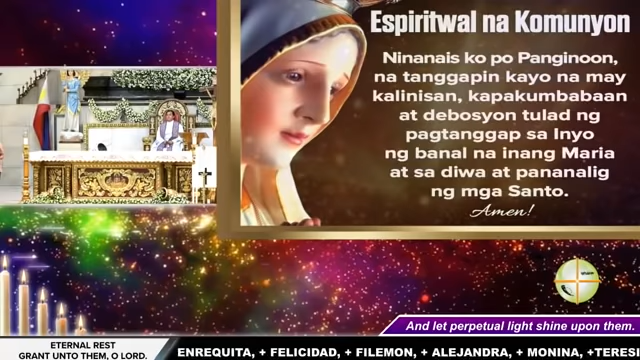 Espiritwal na Komunyon
Ninanais ko po Panginoon,
na tanggapin kayo na may
kalinisan, kapakumbabaan
at debosyon tulad ng
pagtanggap sa Inyo
ng banal na inang Maria
at sa diwa at pananalig
ng mga Santo.
Amen!
And let perpetual light shine upon them.
ETERNAL REST
GRANT UNTO THEM, O LORD.
ENREQUITA, + FELICIDAD, + FILEMON, + ALEJANDRA, + MONINA, +TERES